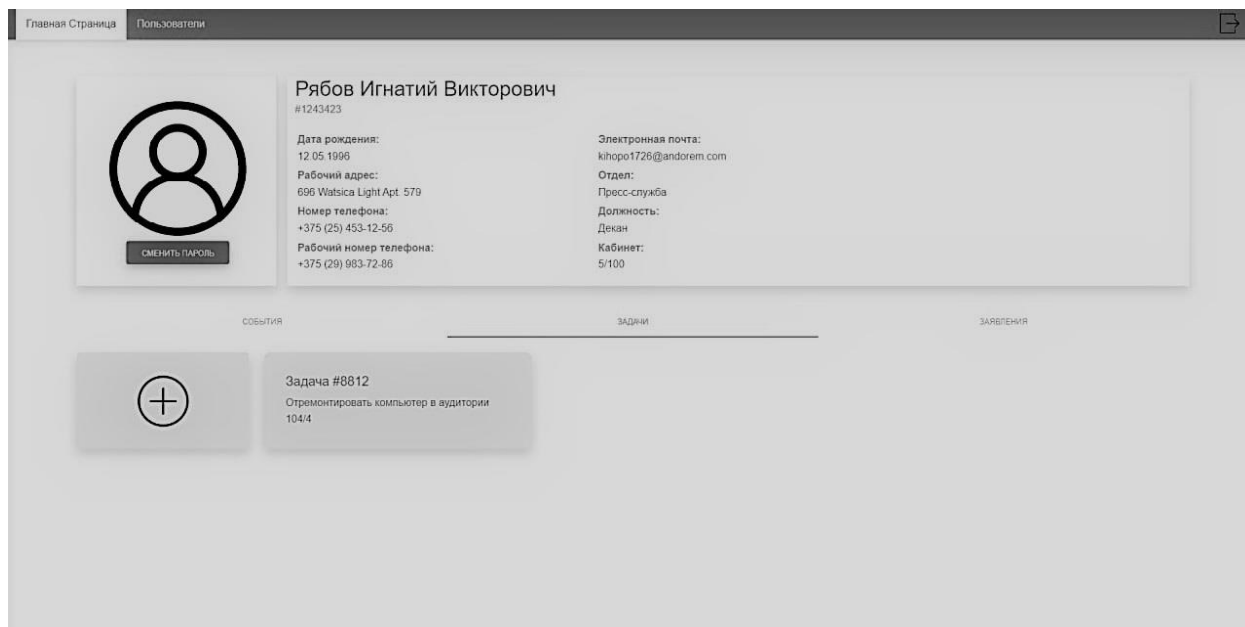 Главная Страница
Пользователи
Рябов Игнатий Викторович
#1243423
Дата рождения:
12.05.1996
Рабочий адрес:
696 Watsica Light Apt. 579
Номер телефона:
+375 (25) 453-12-56
Рабочий номер телефона:
+375 (29) 983-72-86
Электронная почта:
kihopo1726@andorem.com
Отдел:
Пресс-служба
Должность:
Декан
Кабинет:
5/100
СМЕНИТЬ ПАРОЛЬ
СОБЫТИЯ
ЗАДАЧИ
ЗАЯВЛЕНИЯ
Задача #8812
Отремонтировать компьютер в аудитории
104/4